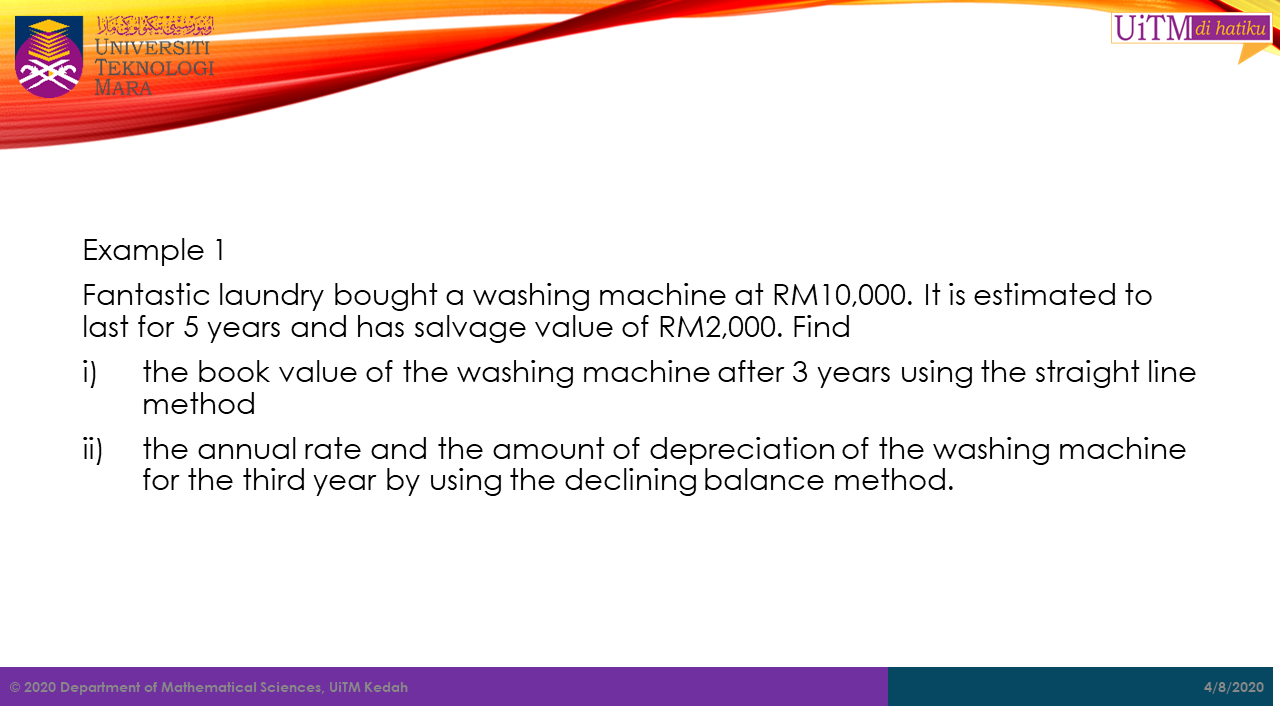 اونيۏرسيتي تيكنولوڬي مارا
UNIVERSITI
TEKNOLOGI
MARA
UiTM di hatiku
Example 1
Fantastic laundry bought a washing machine at RM10,000. It is estimated to
last for 5 years and has salvage value of RM2,000. Find
i) the book value of the washing machine after 3 years using the straight line
method
ii) the annual rate and the amount of depreciation of the washing machine
for the third year by using the declining balance method.
© 2020 Department of Mathematical Sciences, UiTM Kedah
4/8/2020